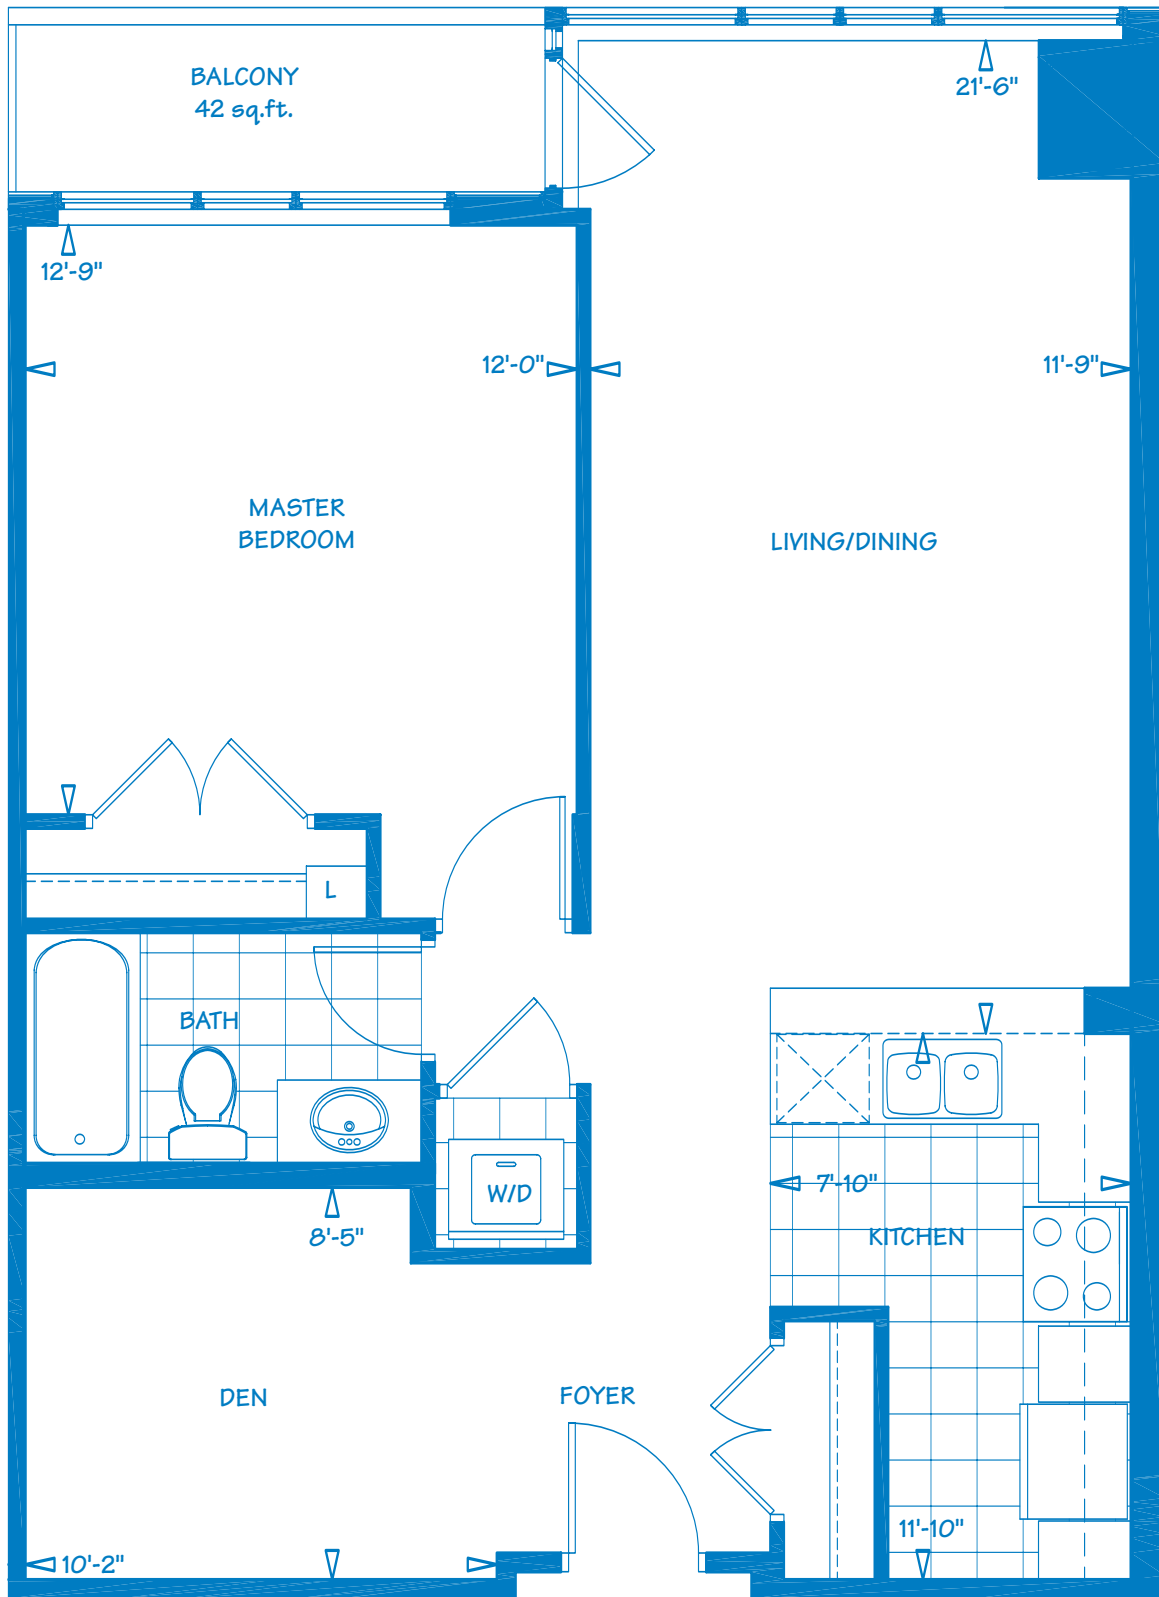 BALCONY
42 sq.ft.
21'-6"
12'-9"
12'-0"
11'-9"
MASTER
BEDROOM
LIVING/DINING
L
BATH
W/D
7'-10"
8'-5"
KITCHEN
DEN
FOYER
11'-10"
10'-2"